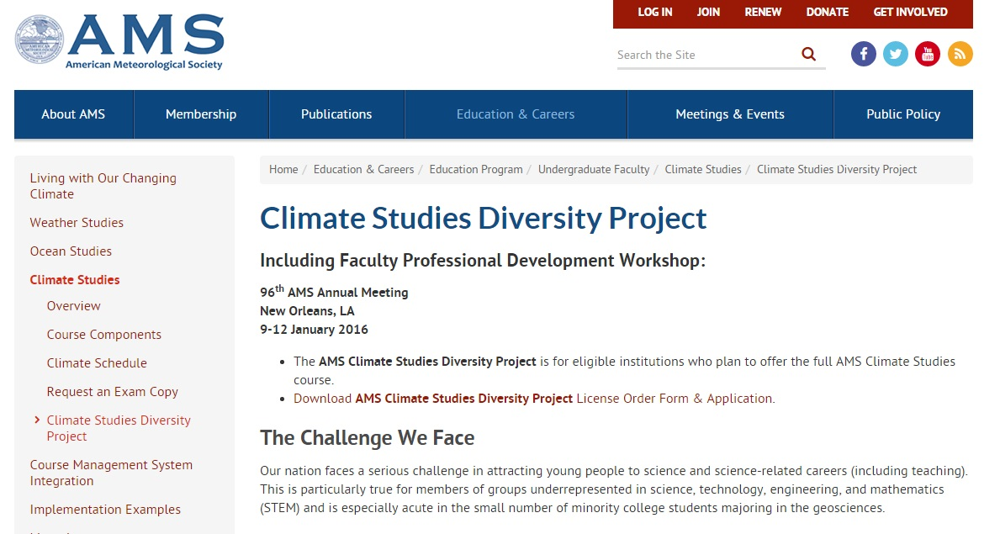 AMS
AMERICAN
METEOROLOGICAL
SOCIETY
American Meteorological Society
LOG IN JOIN RENEW DONATE GET INVOLVED
Search the Site
You
Tube
About AMS Membership Publications Education & Careers Meetings & Events Public Policy
Living with Our Changing
Climate
Weather Studies
Ocean Studies
Climate Studies
Overview
Course Components
Climate Schedule
Request an Exam Copy
Climate Studies Diversity
Project
Course Management System
Integration
Implementation Examples
Home / Education & Careers / Education Program / Undergraduate Faculty / Climate Studies / Climate Studies Diversity Project
Climate Studies Diversity Project
Including Faculty Professional Development Workshop:
96th AMS Annual Meeting
New Orleans, LA
9-12 January 2016
• The AMS Climate Studies Diversity Project is for eligible institutions who plan to offer the full AMS Climate Studies
course.
• Download AMS Climate Studies Diversity Project License Order Form & Application.
The Challenge We Face
Our nation faces a serious challenge in attracting young people to science and science-related careers (including teaching).
This is particularly true for members of groups underrepresented in science, technology, engineering, and mathematics
(STEM) and is especially acute in the small number of minority college students majoring in the geosciences.